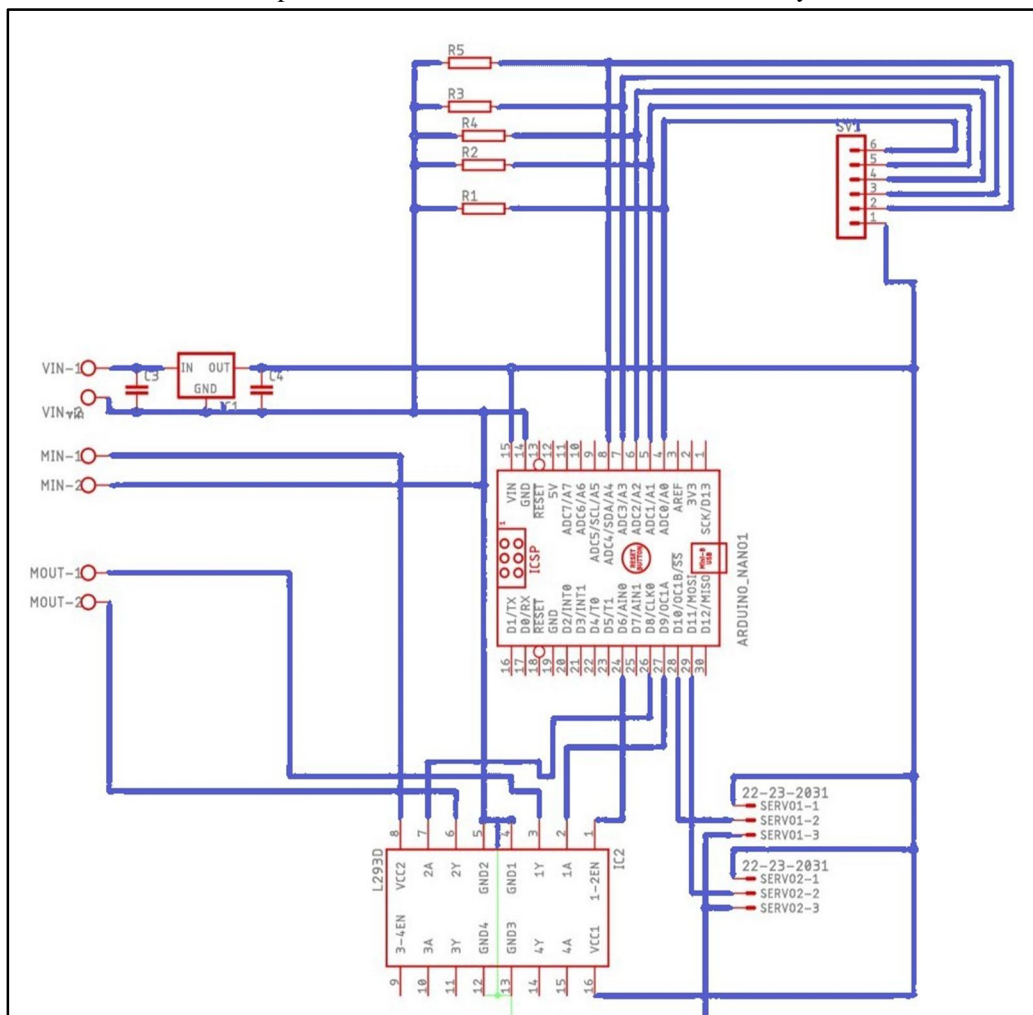 R5
R3
R4
R2
R1
6
5
4
3
2
1
VIN-1
IN OUT
GND
C3
C4
VIN-2
MIN-1
MIN-2
MOUT-1
MOUT-2
15 14 13 12 11 10 9 8 7 6 5 4 3 2 1
VIN
GND
RESET
5V
ADC7/A7
ADC6/A6
ADC5/SCL/A5
ADC4/SDA/A4
ADC3/A3
ADC2/A2
ADC1/A1
ADC0/A0
AREF
3V3
SCK/D13
1
ICSP
RESET BUTTON
Mini-B USB
ARDUINO_NANO1
D1/TX
D0/RX
RESET
GND
D2/INT0
D3/INT1
D4/T0
D5/T1
D6/AIN0
D7/AIN1
D8/CLK0
D9/OC1A
D10/OC1B/SS
D11/MOSI
D12/MISO
16 17 18 19 20 21 22 23 24 25 26 27 28 29 30
22-23-2031
SERVO1-1
SERVO1-2
SERVO1-3
22-23-2031
SERVO2-1
SERVO2-2
SERVO2-3
8 7 6 5 4 3 2 1
L293D
VCC2
2A
2Y
GND2
GND1
1Y
1A
1-2EN
IC2
3-4EN
3A
3Y
GND4
GND3
4Y
4A
VCC1
9 10 11 12 13 14 15 16